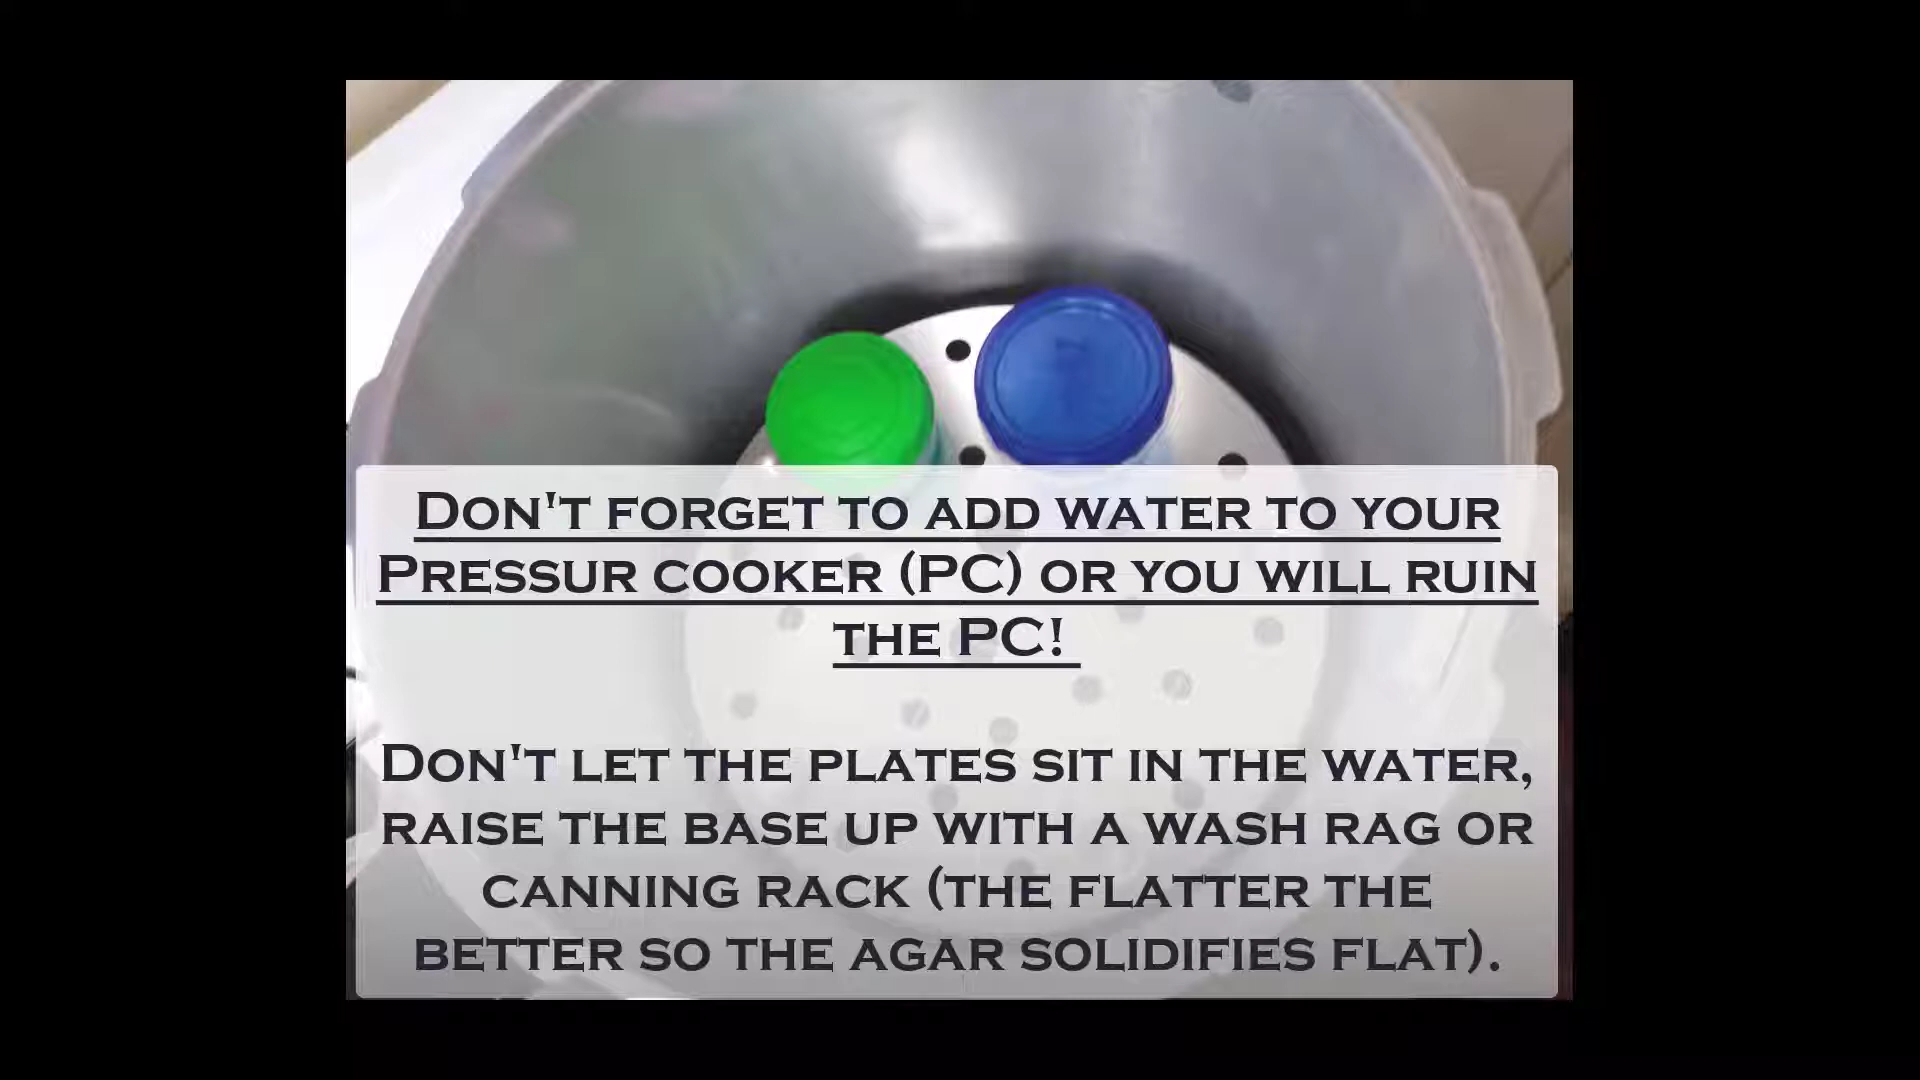 Don't forget to add water to your
Pressur cooker (PC) or you will ruin
the PC!
Don't let the plates sit in the water,
raise the base up with a wash rag or
canning rack (the flatter the
better so the agar solidifies flat).